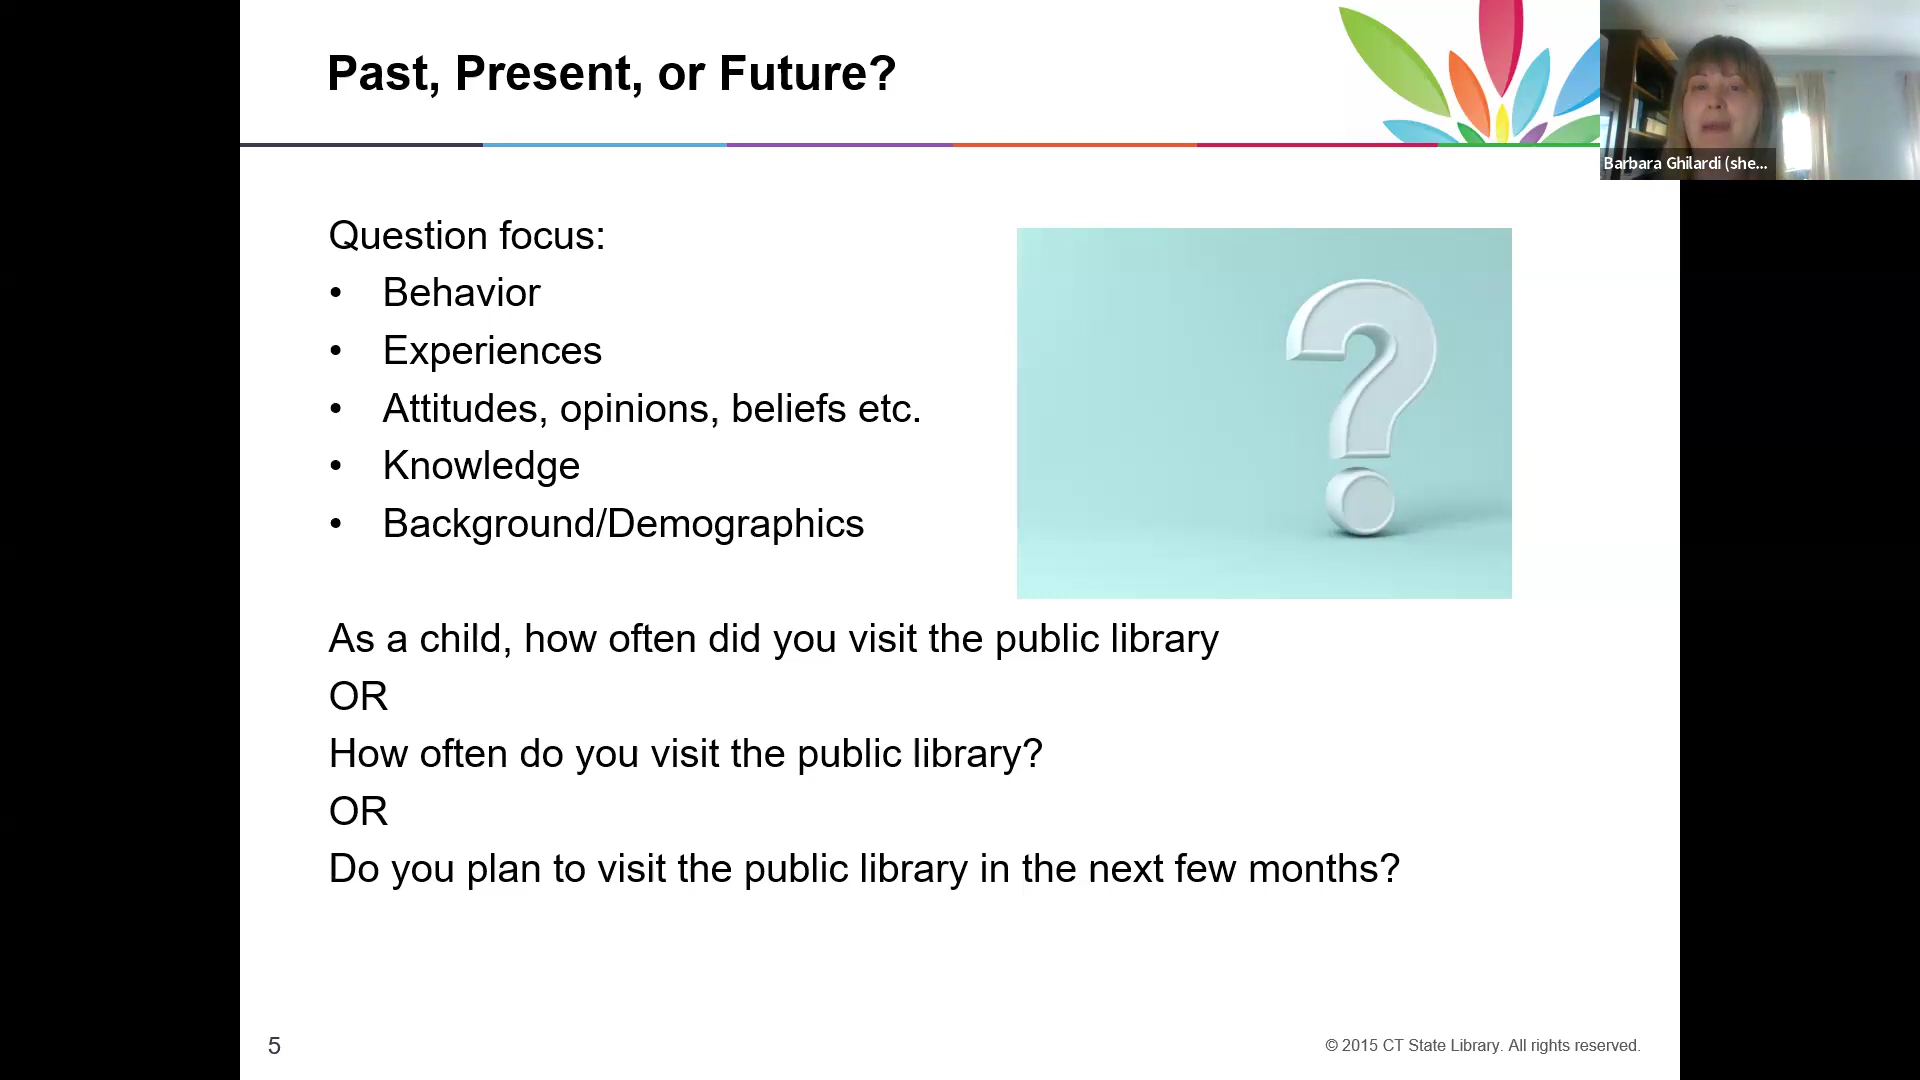 Past, Present, or Future?
Barbara Ghilardi (she...
Question focus:
• Behavior
• Experiences
• Attitudes, opinions, beliefs etc.
• Knowledge
• Background/Demographics
As a child, how often did you visit the public library
OR
How often do you visit the public library?
OR
Do you plan to visit the public library in the next few months?
5
© 2015 CT State Library. All rights reserved.